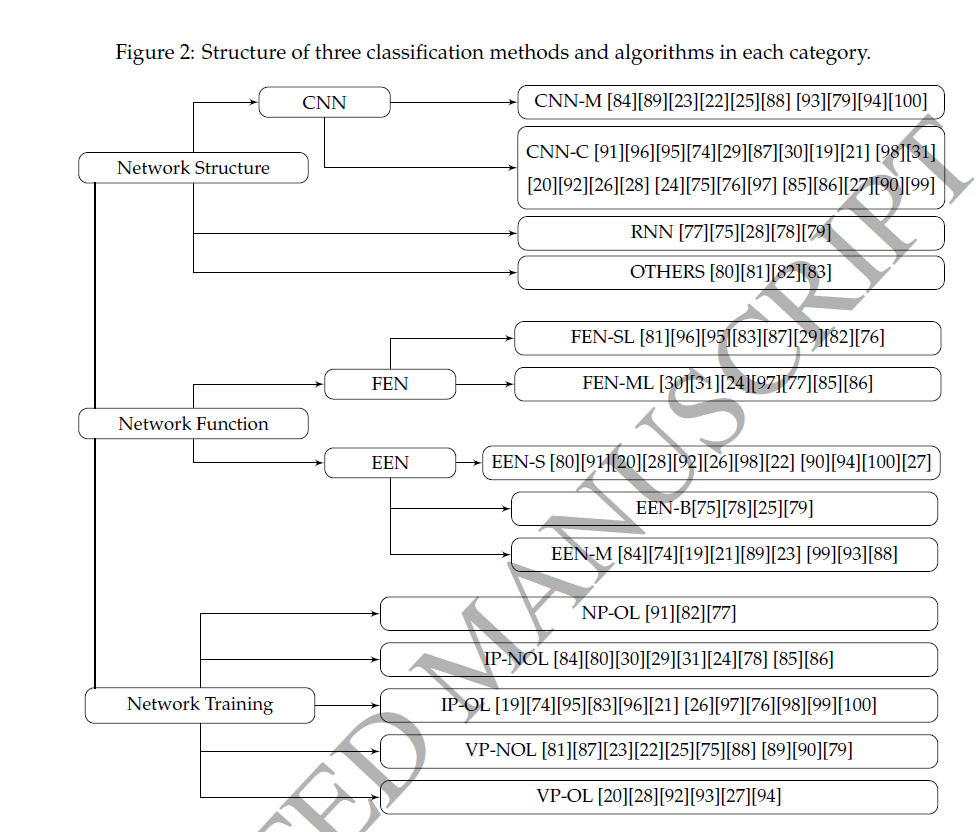 Figure 2: Structure of three classification methods and algorithms in each category.
CNN
CNN-M [84][89][23][22][25][88] [93][79][94][100]
CNN-C [91][96][95][74][29][87][30][19][21] [98][31]
[20][92][26][28] [24][75][76][97] [85][86][27][90][99]
Network Structure
RNN [77][75][28][78][79]
OTHERS [80][81][82][83]
FEN-SL [81][96][95][83][87][29][82][76]
FEN
FEN-ML [30][31][24][97][77][85][86]
Network Function
EEN
EEN-S [80][91][20][28][92][26][98][22] [90][94][100][27]
EEN-B[75][78][25][79]
EEN-M [84][74][19][21][89][23] [99][93][88]
NP-OL [91][82][77]
IP-NOL [84][80][30][29][31][24][78] [85][86]
Network Training
IP-OL [19][74][95][83][96][21] [26][97][76][98][99][100]
VP-NOL [81][87][23][22][25][75][88] [89][90][79]
VP-OL [20][28][92][93][27][94]
TED MANUSCRIPT